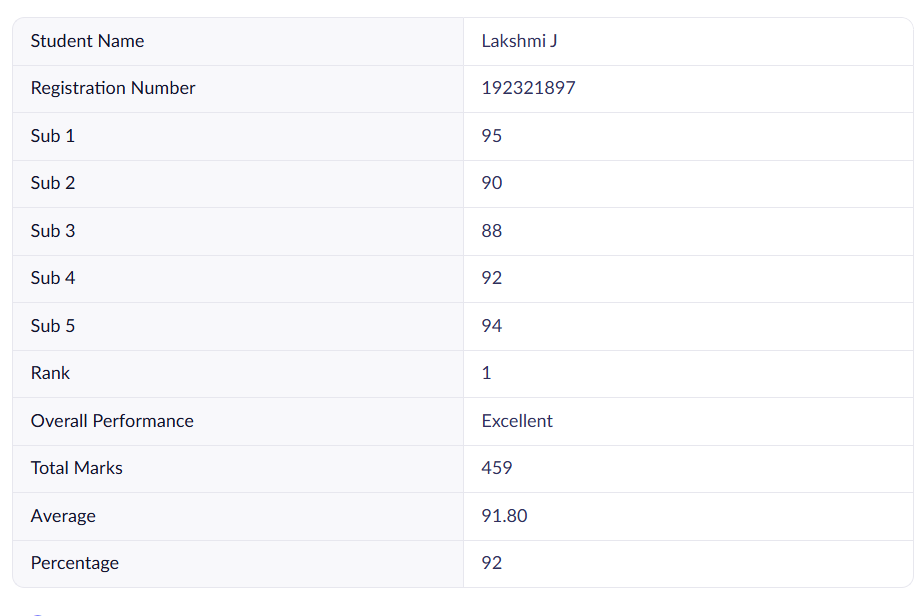 Student Name Lakshmi J
Registration Number 192321897
Sub 1 95
Sub 2 90
Sub 3 88
Sub 4 92
Sub 5 94
Rank 1
Overall Performance Excellent
Total Marks 459
Average 91.80
Percentage 92